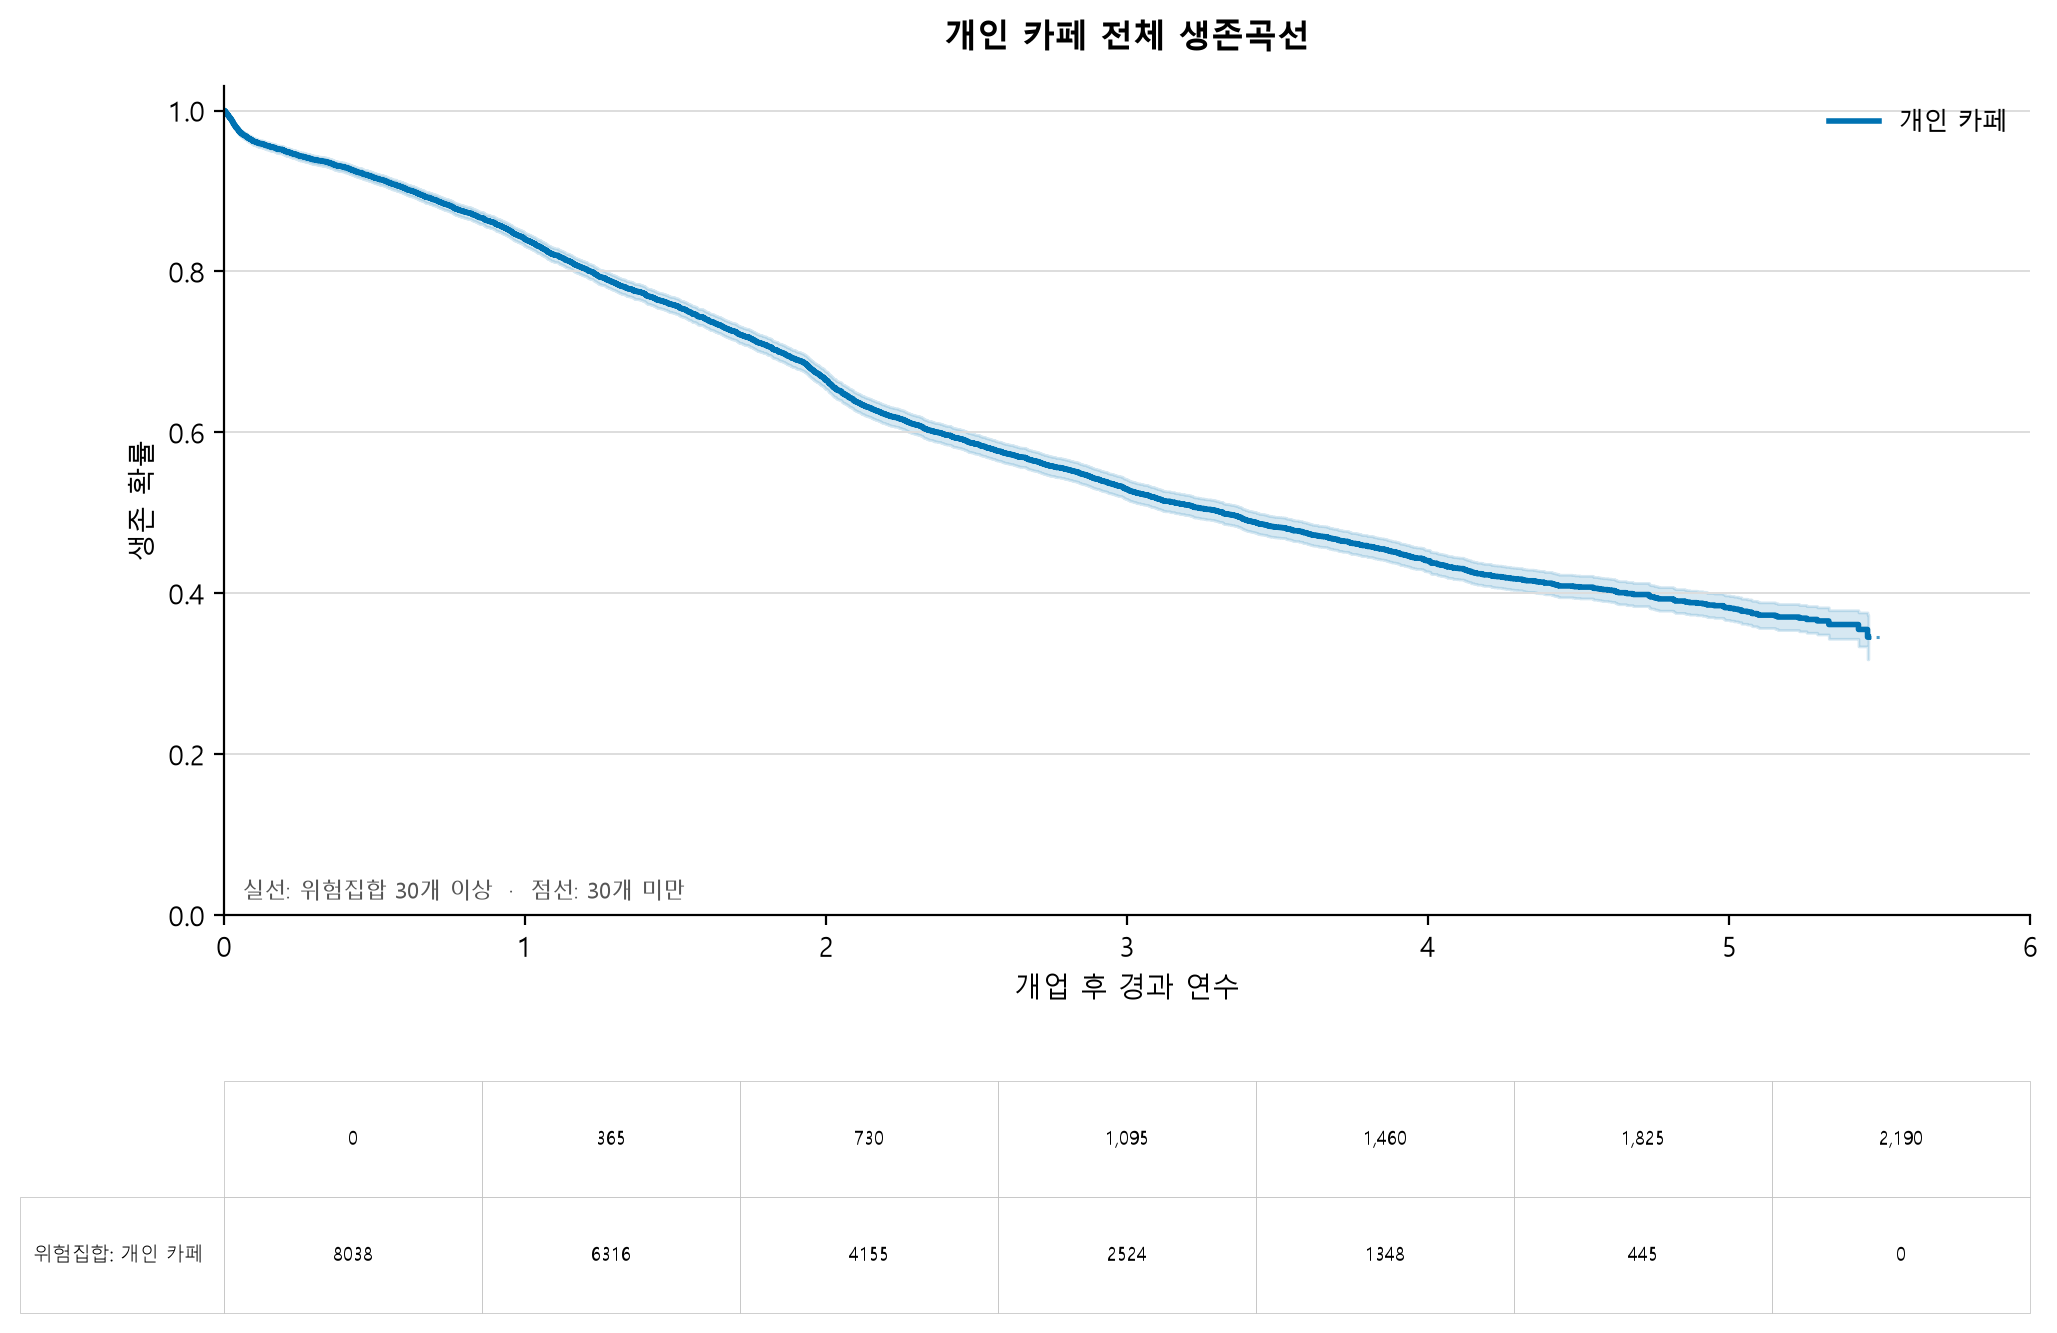 개인 카페 전체 생존곡선
개인 카페
1.0
0.8
0.6
0.4
0.2
0.0
생존 확률
실선: 위험집합 30개 이상 · 점선: 30개 미만
0 1 2 3 4 5 6
개업 후 경과 연수
0 365 730 1,095 1,460 1,825 2,190
위험집합: 개인 카페 8038 6316 4155 2524 1348 445 0